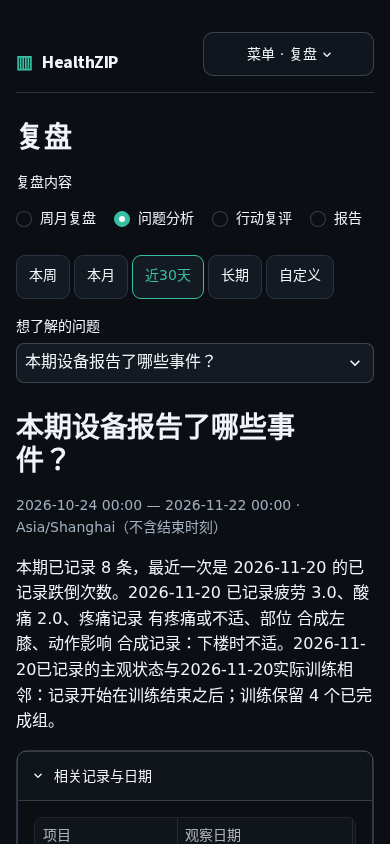 HealthZIP
菜单 · 复盘
复盘
复盘内容
周月复盘 问题分析 行动复评 报告
本周 本月 近30天 长期 自定义
想了解的问题
本期设备报告了哪些事件？
本期设备报告了哪些事
件？
2026-10-24 00:00 — 2026-11-22 00:00 ·
Asia/Shanghai（不含结束时刻）
本期已记录 8 条，最近一次是 2026-11-20 的已
记录跌倒次数。2026-11-20 已记录疲劳 3.0、酸
痛 2.0、疼痛记录 有疼痛或不适、部位 合成左
膝、动作影响 合成记录：下楼时不适。2026-11-
20已记录的主观状态与2026-11-20实际训练相
邻：记录开始在训练结束之后；训练保留 4 个已完
成组。
相关记录与日期
项目 观察日期